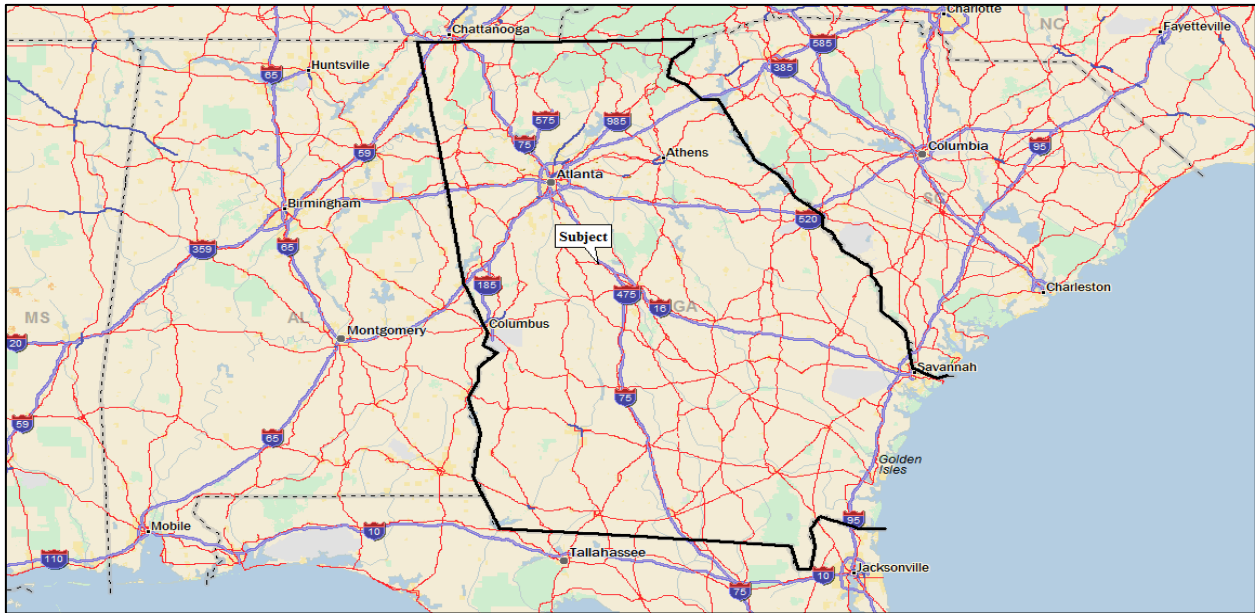 Charlotte
NC
Chattanooga
Fayetteville
585
Huntsville
65
385
575
985
75
59
Athens
95
Columbia
Atlanta
SC
Birmingham
520
Subject
65
359
185
475
16
GA
Charleston
MS
AL
Columbus
Montgomery
20
Savannah
75
59
65
Golden
Isles
95
Mobile
10
110
Tallahassee
Jacksonville
10
75